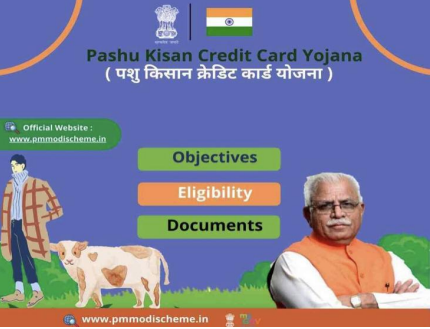 Pashu Kisan Credit Card Yojana
( पशु किसान क्रेडिट कार्ड योजना )
Official Website :
www.pmmodischeme.in
Objectives
Eligibility
Documents
www.pmmodischeme.in